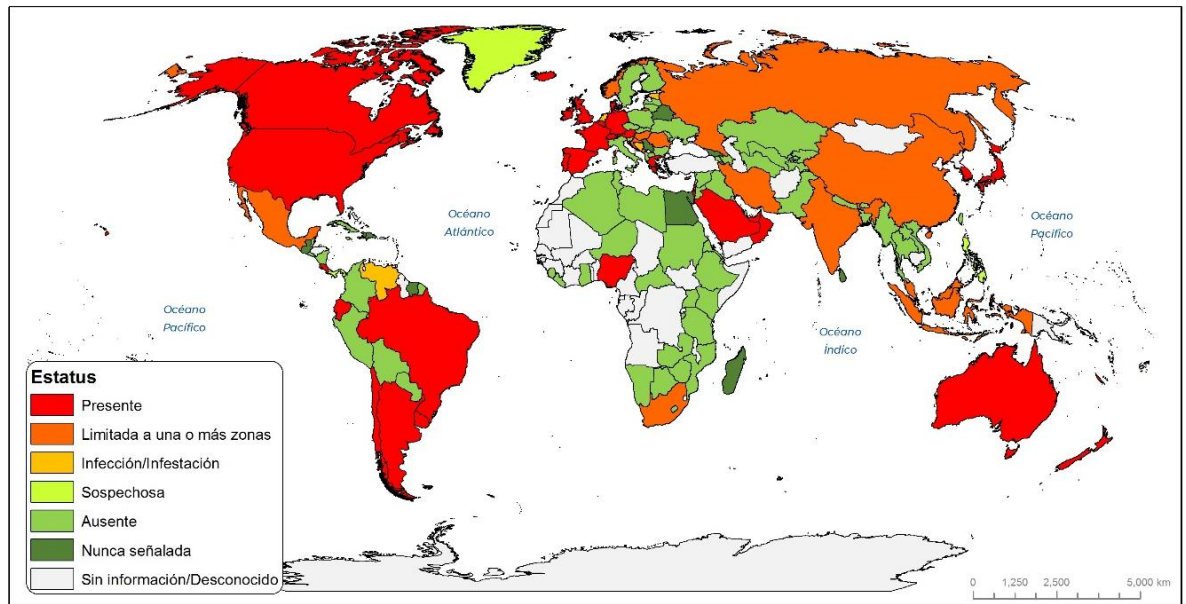 Océano
Atlántico
Océano
Pacífico
Océano
Pacífico
Océano
Índico
Estatus
Presente
Limitada a una o más zonas
Infección/Infestación
Sospechosa
Ausente
Nunca señalada
Sin información/Desconocido
0 1,250 2,500 5,000 km